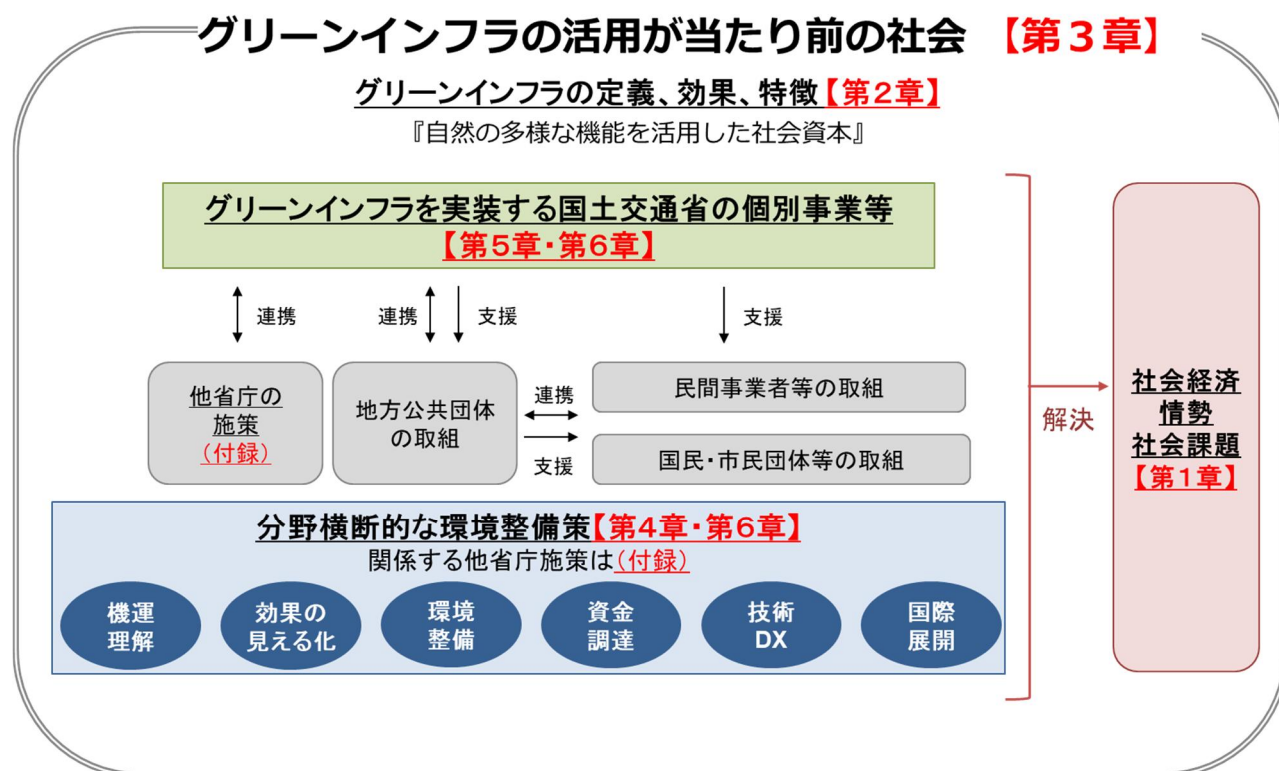 グリーンインフラの活用が当たり前の社会 【第3章】
グリーンインフラの定義、効果、特徴【第2章】
『自然の多様な機能を活用した社会資本』
グリーンインフラを実装する国土交通省の個別事業等
【第5章・第6章】
連携
連携
支援
支援
他省庁の
施策
(付録)
地方公共団体
の取組
連携
支援
民間事業者等の取組
国民・市民団体等の取組
分野横断的な環境整備策【第4章・第6章】
関係する他省庁施策は(付録)
機運
理解
効果の
見える化
環境
整備
資金
調達
技術
DX
国際
展開
解決
社会経済
情勢
社会課題
【第1章】